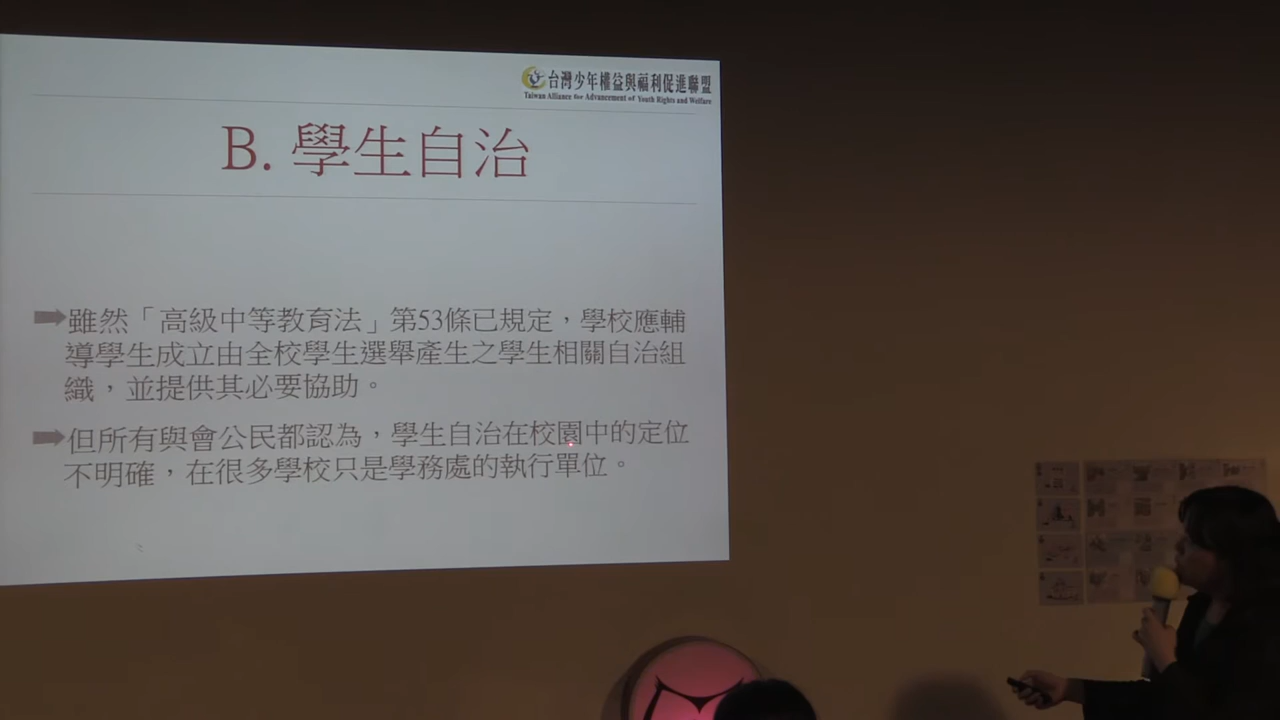 台灣少年權益與福利促進聯盟
Taiwan Alliance for Advancement of Youth Rights and Welfare
B. 學生自治
雖然「高級中等教育法」第53條已規定，學校應輔
導學生成立由全校學生選舉產生之學生相關自治組
織，並提供其必要協助。
但所有與會公民都認為，學生自治在校園中的定位
不明確，在很多學校只是學務處的執行單位。